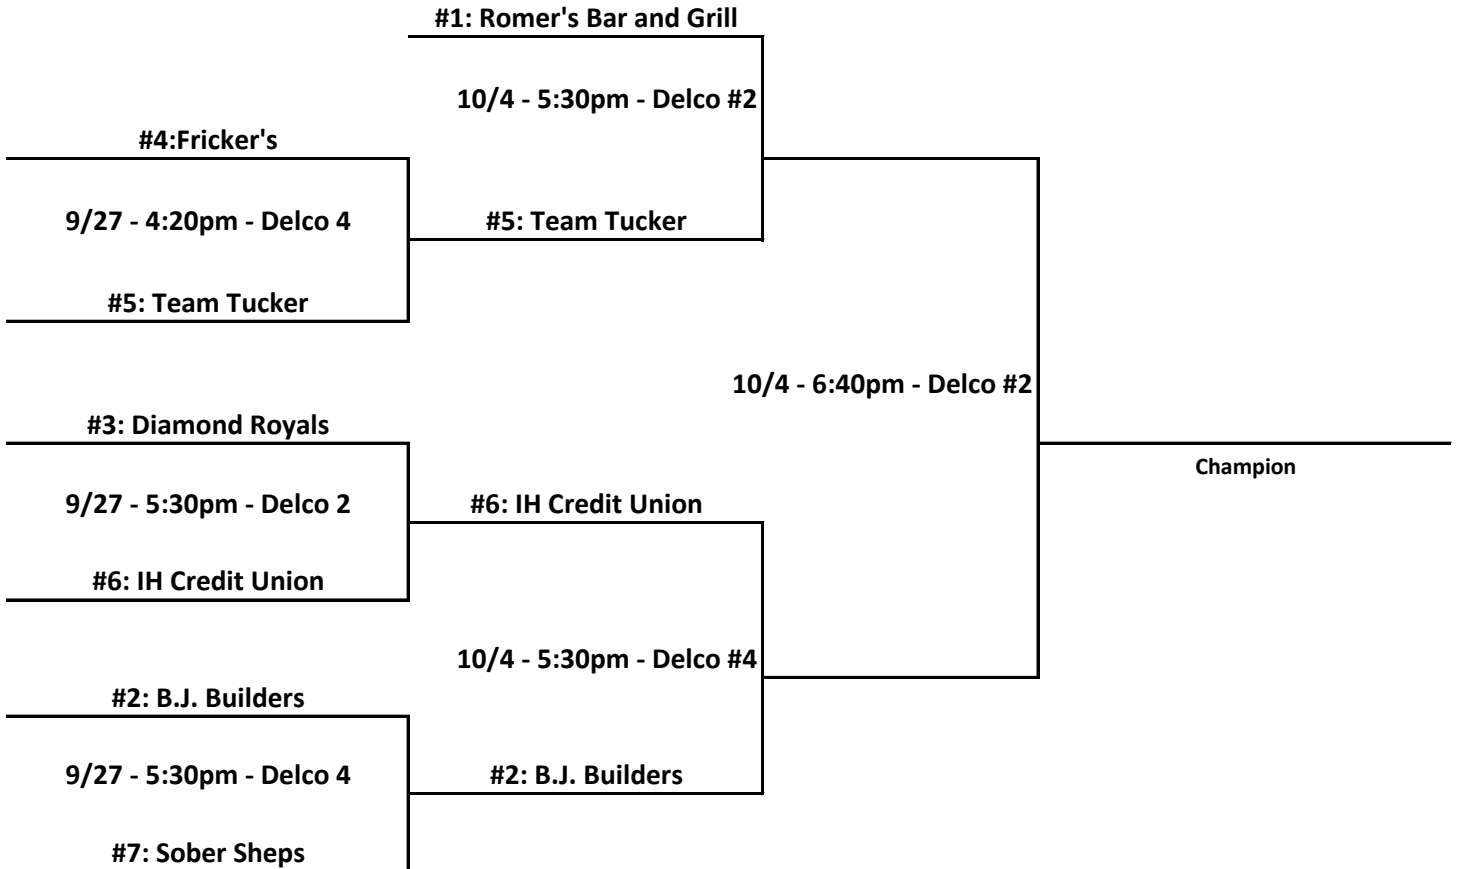 #1: Romer's Bar and Grill
10/4 - 5:30pm - Delco #2
#4:Fricker's
9/27 - 4:20pm - Delco 4
#5: Team Tucker
#5: Team Tucker
10/4 - 6:40pm - Delco #2
#3: Diamond Royals
Champion
9/27 - 5:30pm - Delco 2
#6: IH Credit Union
#6: IH Credit Union
10/4 - 5:30pm - Delco #4
#2: B.J. Builders
9/27 - 5:30pm - Delco 4
#2: B.J. Builders
#7: Sober Sheps